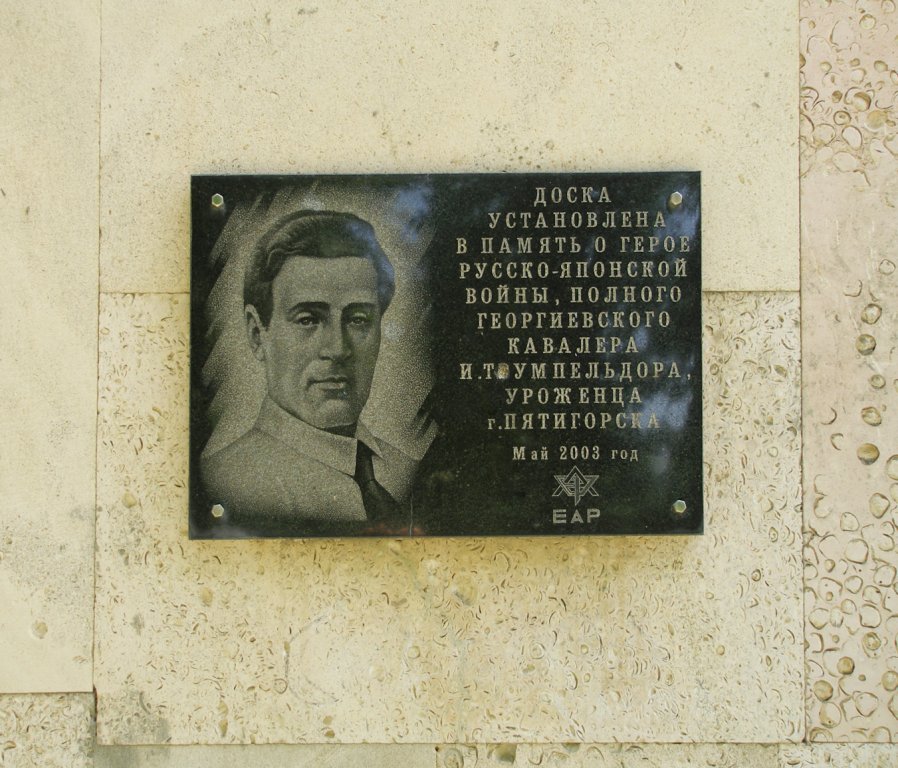 ДОСКА
УСТАНОВЛЕНА
В ПАМЯТЬ О ГЕРОЕ
РУССКО-ЯПОНСКОЙ
ВОЙНЫ, ПОЛНОГО
ГЕОРГИЕВСКОГО
КАВАЛЕРА
И.ТРУМПЕЛЬДОРА,
УРОЖЕНЦА
г.ПЯТИГОРСКА
Май 2003 год
ЕАР